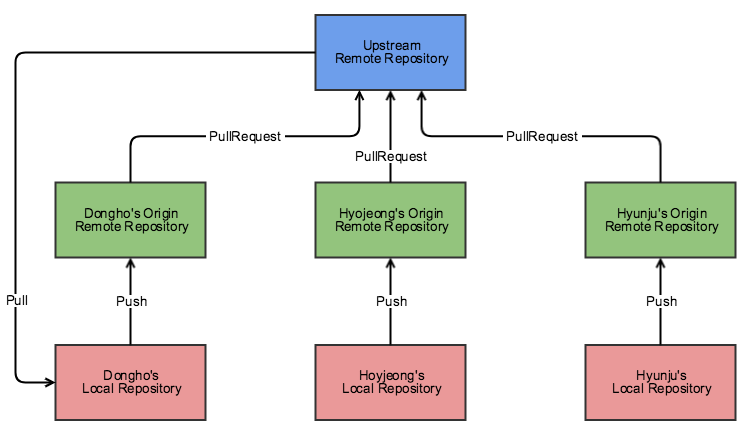 Upstream
Remote Repository
PullRequest
PullRequest
PullRequest
Dongho's Origin
Remote Repository
Hyojeong's Origin
Remote Repository
Hyunju's Origin
Remote Repository
Pull
Push
Push
Push
Dongho's
Local Repository
Hoyjeong's
Local Repository
Hyunju's
Local Repository